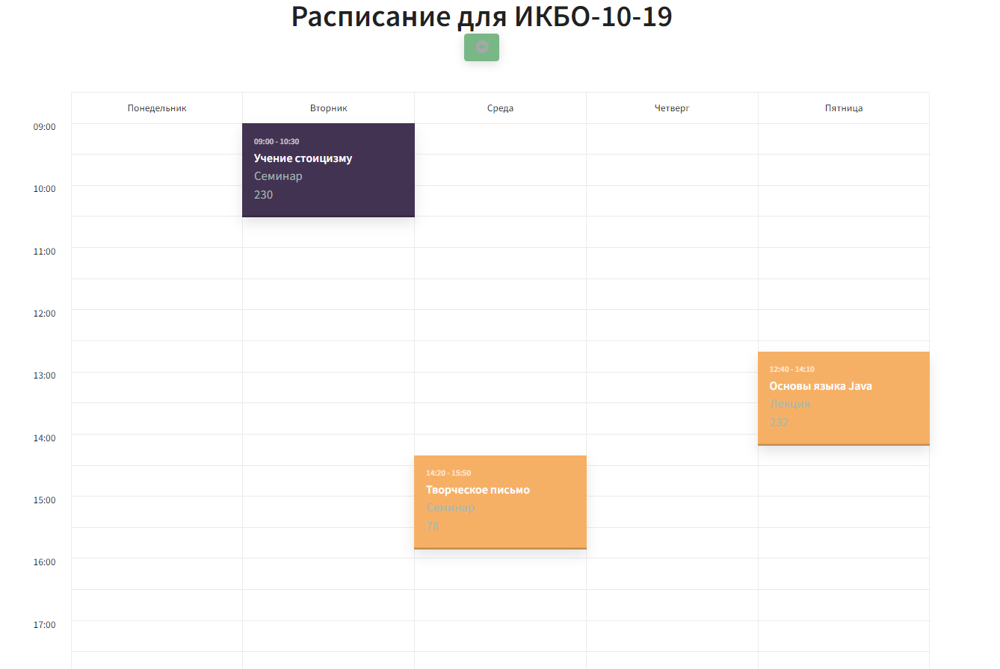 Расписание для ИКБО-10-19
Понедельник Вторник Среда Четверг Пятница
09:00
09:00 - 10:30
Учение стоицизму
Семинар
230
10:00
11:00
12:00
12:40 - 14:10
Основы языка Java
Лекция
232
13:00
14:00
14:20 - 15:50
Творческое письмо
Семинар
78
15:00
16:00
17:00